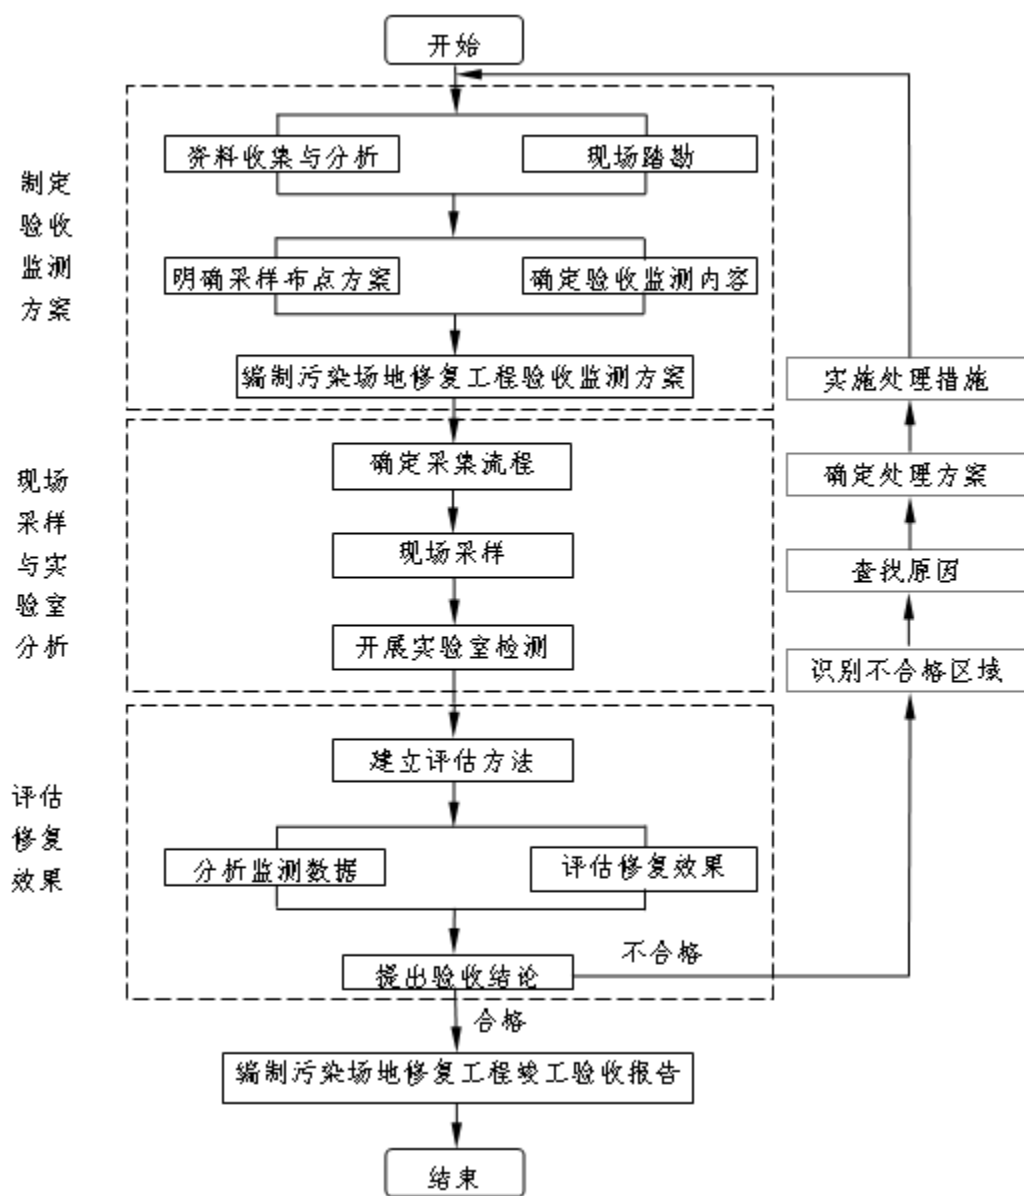 开始
制定
验收
监测
方案
资料收集与分析
现场踏勘
明确采样布点方案
确定验收监测内容
编制污染场地修复工程验收监测方案
实施处理措施
确定处理方案
查找原因
识别不合格区域
现场
采样
与实
验室
分析
确定采集流程
现场采样
开展实验室检测
评估
修复
效果
建立评估方法
分析监测数据
评估修复效果
提出验收结论
不合格
合格
编制污染场地修复工程竣工验收报告
结束